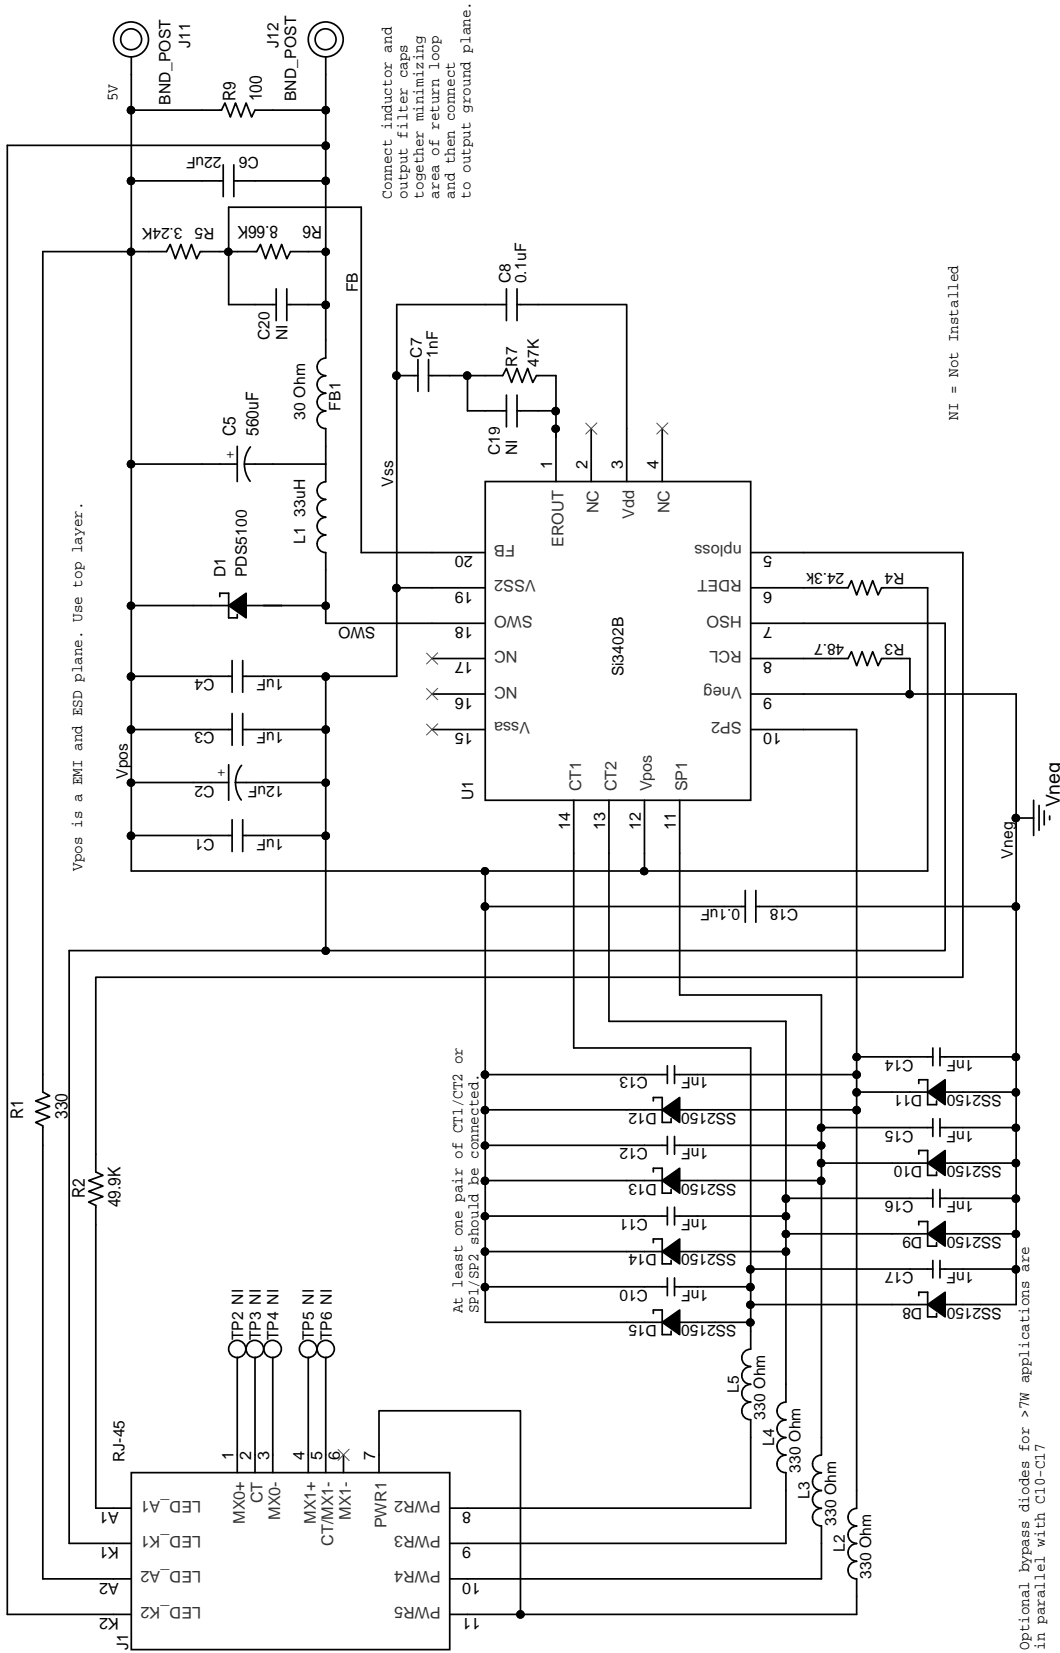 Vpos is a EMI and ESD plane. Use top layer.
Connect inductor and
output filter caps
together minimizing
area of return loop
and then connect
to output ground plane.
5V
J11
BND_POST
J12
BND_POST
R9
100
C6
22uF
R5
3.24K
R6
8.66K
C20
NI
FB
30 Ohm
FB1
C5
560uF
+
L1 33uH
D1
PDS5100
SWO
Vss
C4
1uF
C3
1uF
C2
12uF
+
C1
1uF
Vpos
C7
1nF
C8
0.1uF
R7
47K
C19
NI
NI = Not Installed
U1
Si3402B
1
EROUT
2
NC
3
Vdd
4
NC
5
nploss
6
RDET
7
HSO
8
RCL
9
Vneg
10
SP2
11
SP1
12
Vpos
13
CT2
14
CT1
15
Vssa
16
NC
17
NC
18
SWO
19
VSS2
20
FB
R4
24.3k
R3
48.7
Vneg
Vneg
C18
0.1uF
R1
330
R2
49.9K
At least one pair of CT1/CT2 or
SP1/SP2 should be connected.
C13
1nF
D12
SS2150
C12
1nF
D13
SS2150
C11
1nF
D14
SS2150
C10
1nF
D15
SS2150
C14
1nF
D11
SS2150
C15
1nF
D10
SS2150
C16
1nF
D9
SS2150
C17
1nF
D8
SS2150
L5
330 Ohm
L4
330 Ohm
L3
330 Ohm
L2
330 Ohm
J1
RJ-45
A1
LED_A1
K1
LED_K1
A2
LED_A2
K2
LED_K2
1
MX0+
2
CT
3
MX0-
4
MX1+
5
CT/MX1-
6
MX1-
7
PWR1
8
PWR2
9
PWR3
10
PWR4
11
PWR5
TP2 NI
TP3 NI
TP4 NI
TP5 NI
TP6 NI
Optional bypass diodes for >7W applications are
in parallel with C10-C17